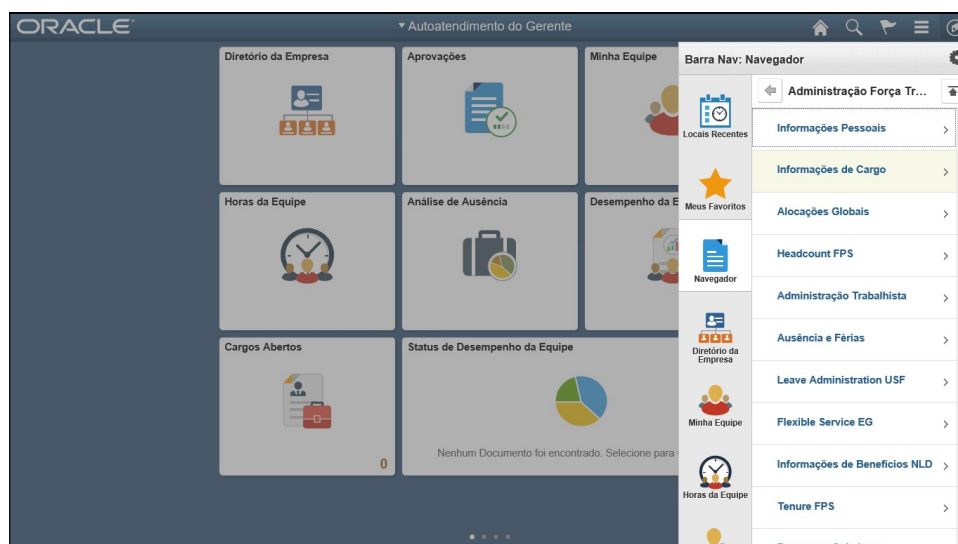 ORACLE
Autoatendimento do Gerente
Diretório da Empresa
Aprovações
Minha Equipe
Horas da Equipe
Análise de Ausência
Desempenho da E
Cargos Abertos
0
Status de Desempenho da Equipe
Nenhum Documento foi encontrado. Selecione para
Barra Nav: Navegador
Locais Recentes
Meus Favoritos
Navegador
Diretório da
Empresa
Minha Equipe
Horas da Equipe
Administração Força Tr...
Informações Pessoais
Informações de Cargo
Alocações Globais
Headcount FPS
Administração Trabalhista
Ausência e Férias
Leave Administration USF
Flexible Service EG
Informações de Benefícios NLD
Tenure FPS